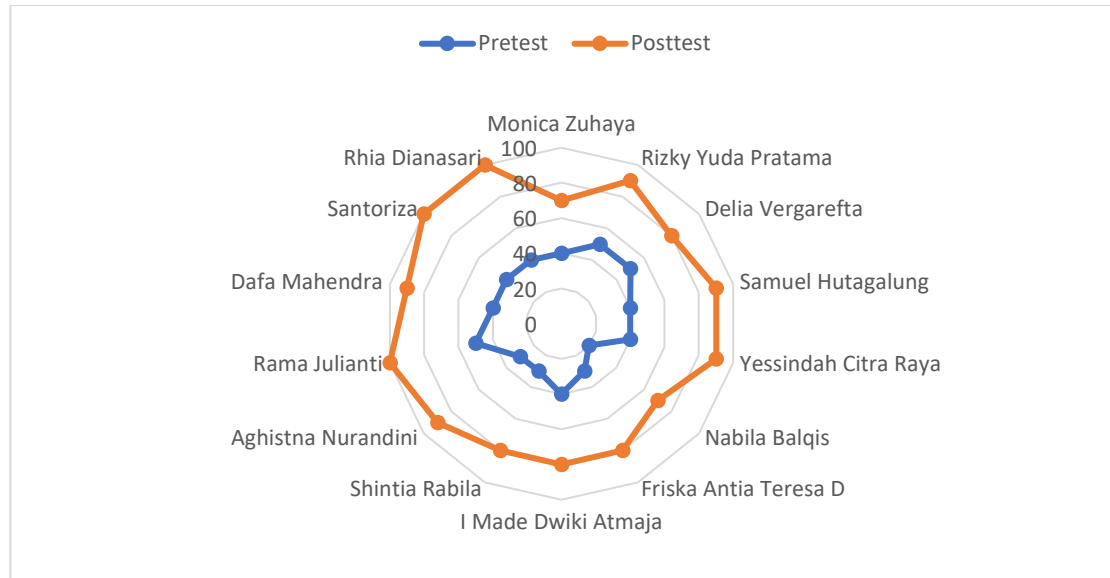 Pretest Posttest
Monica Zuhaya
Rizky Yuda Pratama
Delia Vergarefta
Samuel Hutagalung
Yessindah Citra Raya
Nabila Balqis
Friska Antia Teresa D
I Made Dwiki Atmaja
Shintia Rabila
Aghistna Nurandini
Rama Julianti
Dafa Mahendra
Santoriza
Rhia Dianasari
100
80
60
40
20
0